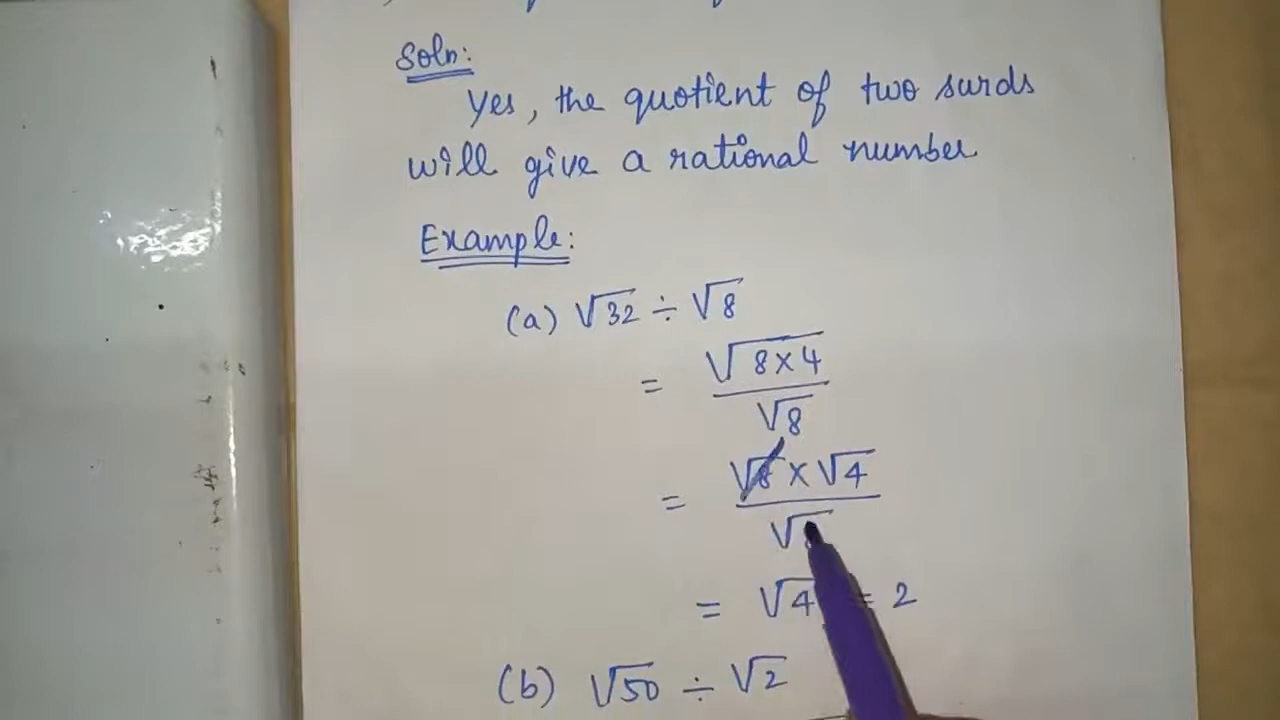 Soln:
Yes, the quotient of two surds
will give a rational number
Example:
(a) √32 ÷ √8
= √8×4 / √8
= √8 × √4 / √
= √4 = 2
(b) √50 ÷ √2